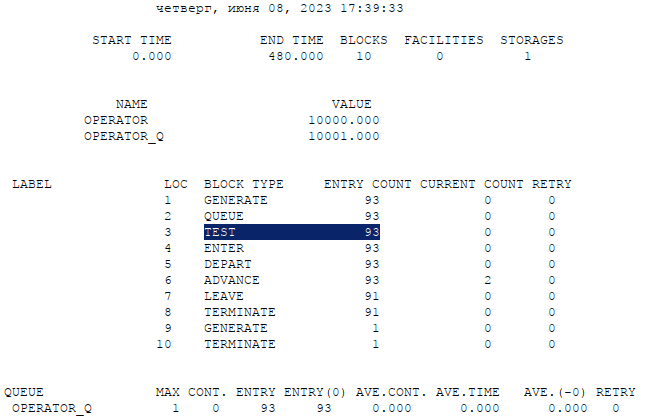 четверг, июня 08, 2023 17:39:33
START TIME END TIME BLOCKS FACILITIES STORAGES
0.000 480.000 10 0 1
NAME VALUE
OPERATOR 10000.000
OPERATOR_Q 10001.000
LABEL LOC BLOCK TYPE ENTRY COUNT CURRENT COUNT RETRY
1 GENERATE 93 0 0
2 QUEUE 93 0 0
3 TEST 93 0 0
4 ENTER 93 0 0
5 DEPART 93 0 0
6 ADVANCE 93 2 0
7 LEAVE 91 0 0
8 TERMINATE 91 0 0
9 GENERATE 1 0 0
10 TERMINATE 1 0 0
QUEUE MAX CONT. ENTRY ENTRY(0) AVE.CONT. AVE.TIME AVE.(-0) RETRY
OPERATOR_Q 1 0 93 93 0.000 0.000 0.000 0